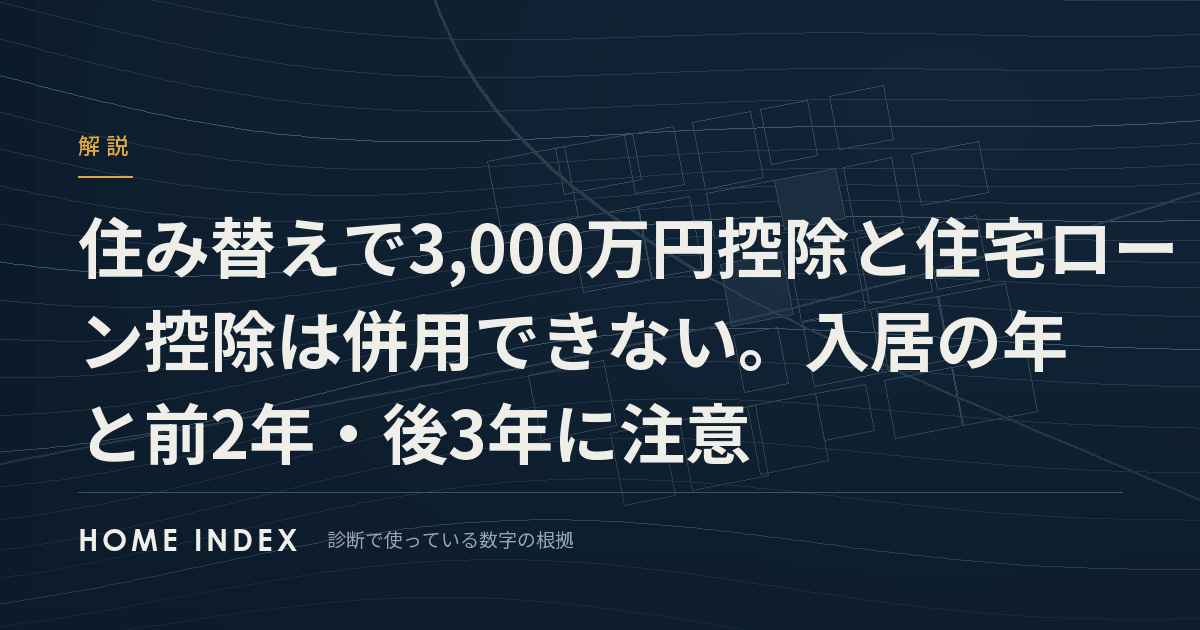 解説
住み替えで3,000万円控除と住宅ロー
ン控除は併用できない。入居の年
と前2年・後3年に注意
HOME INDEX 診断で使っている数字の根拠